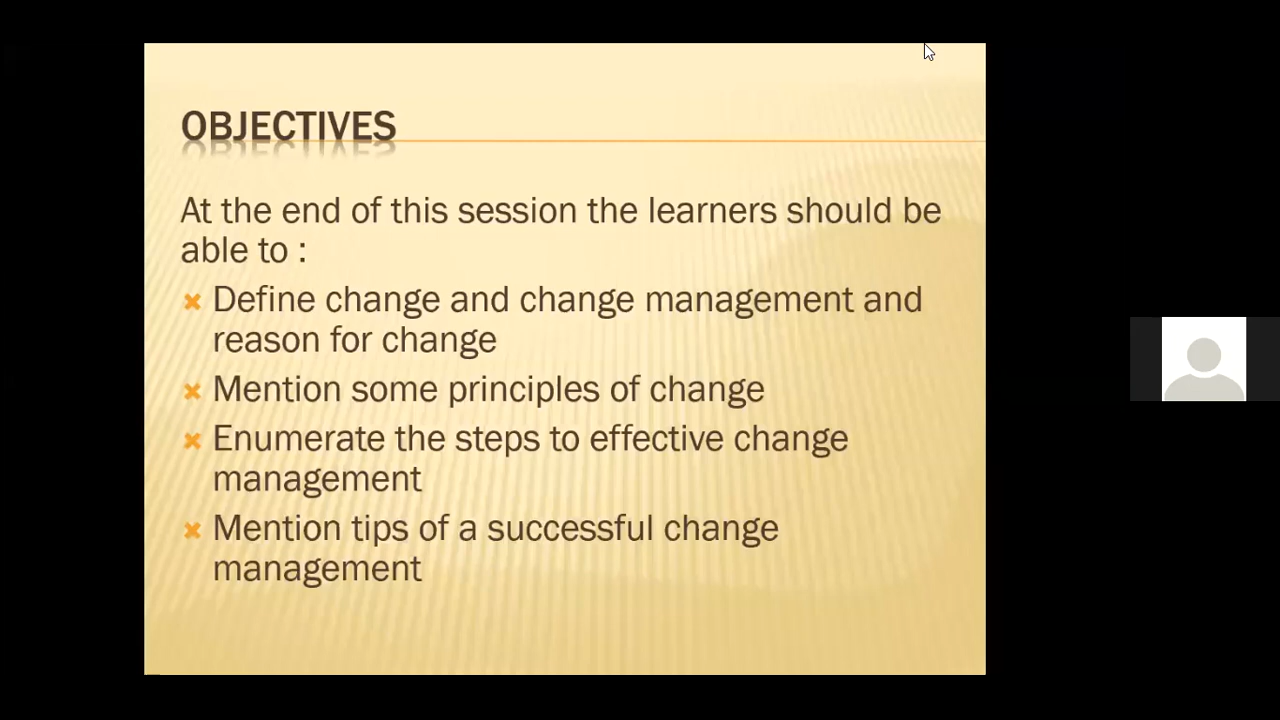 OBJECTIVES
At the end of this session the learners should be
able to :
Define change and change management and
reason for change
Mention some principles of change
Enumerate the steps to effective change
management
Mention tips of a successful change
management